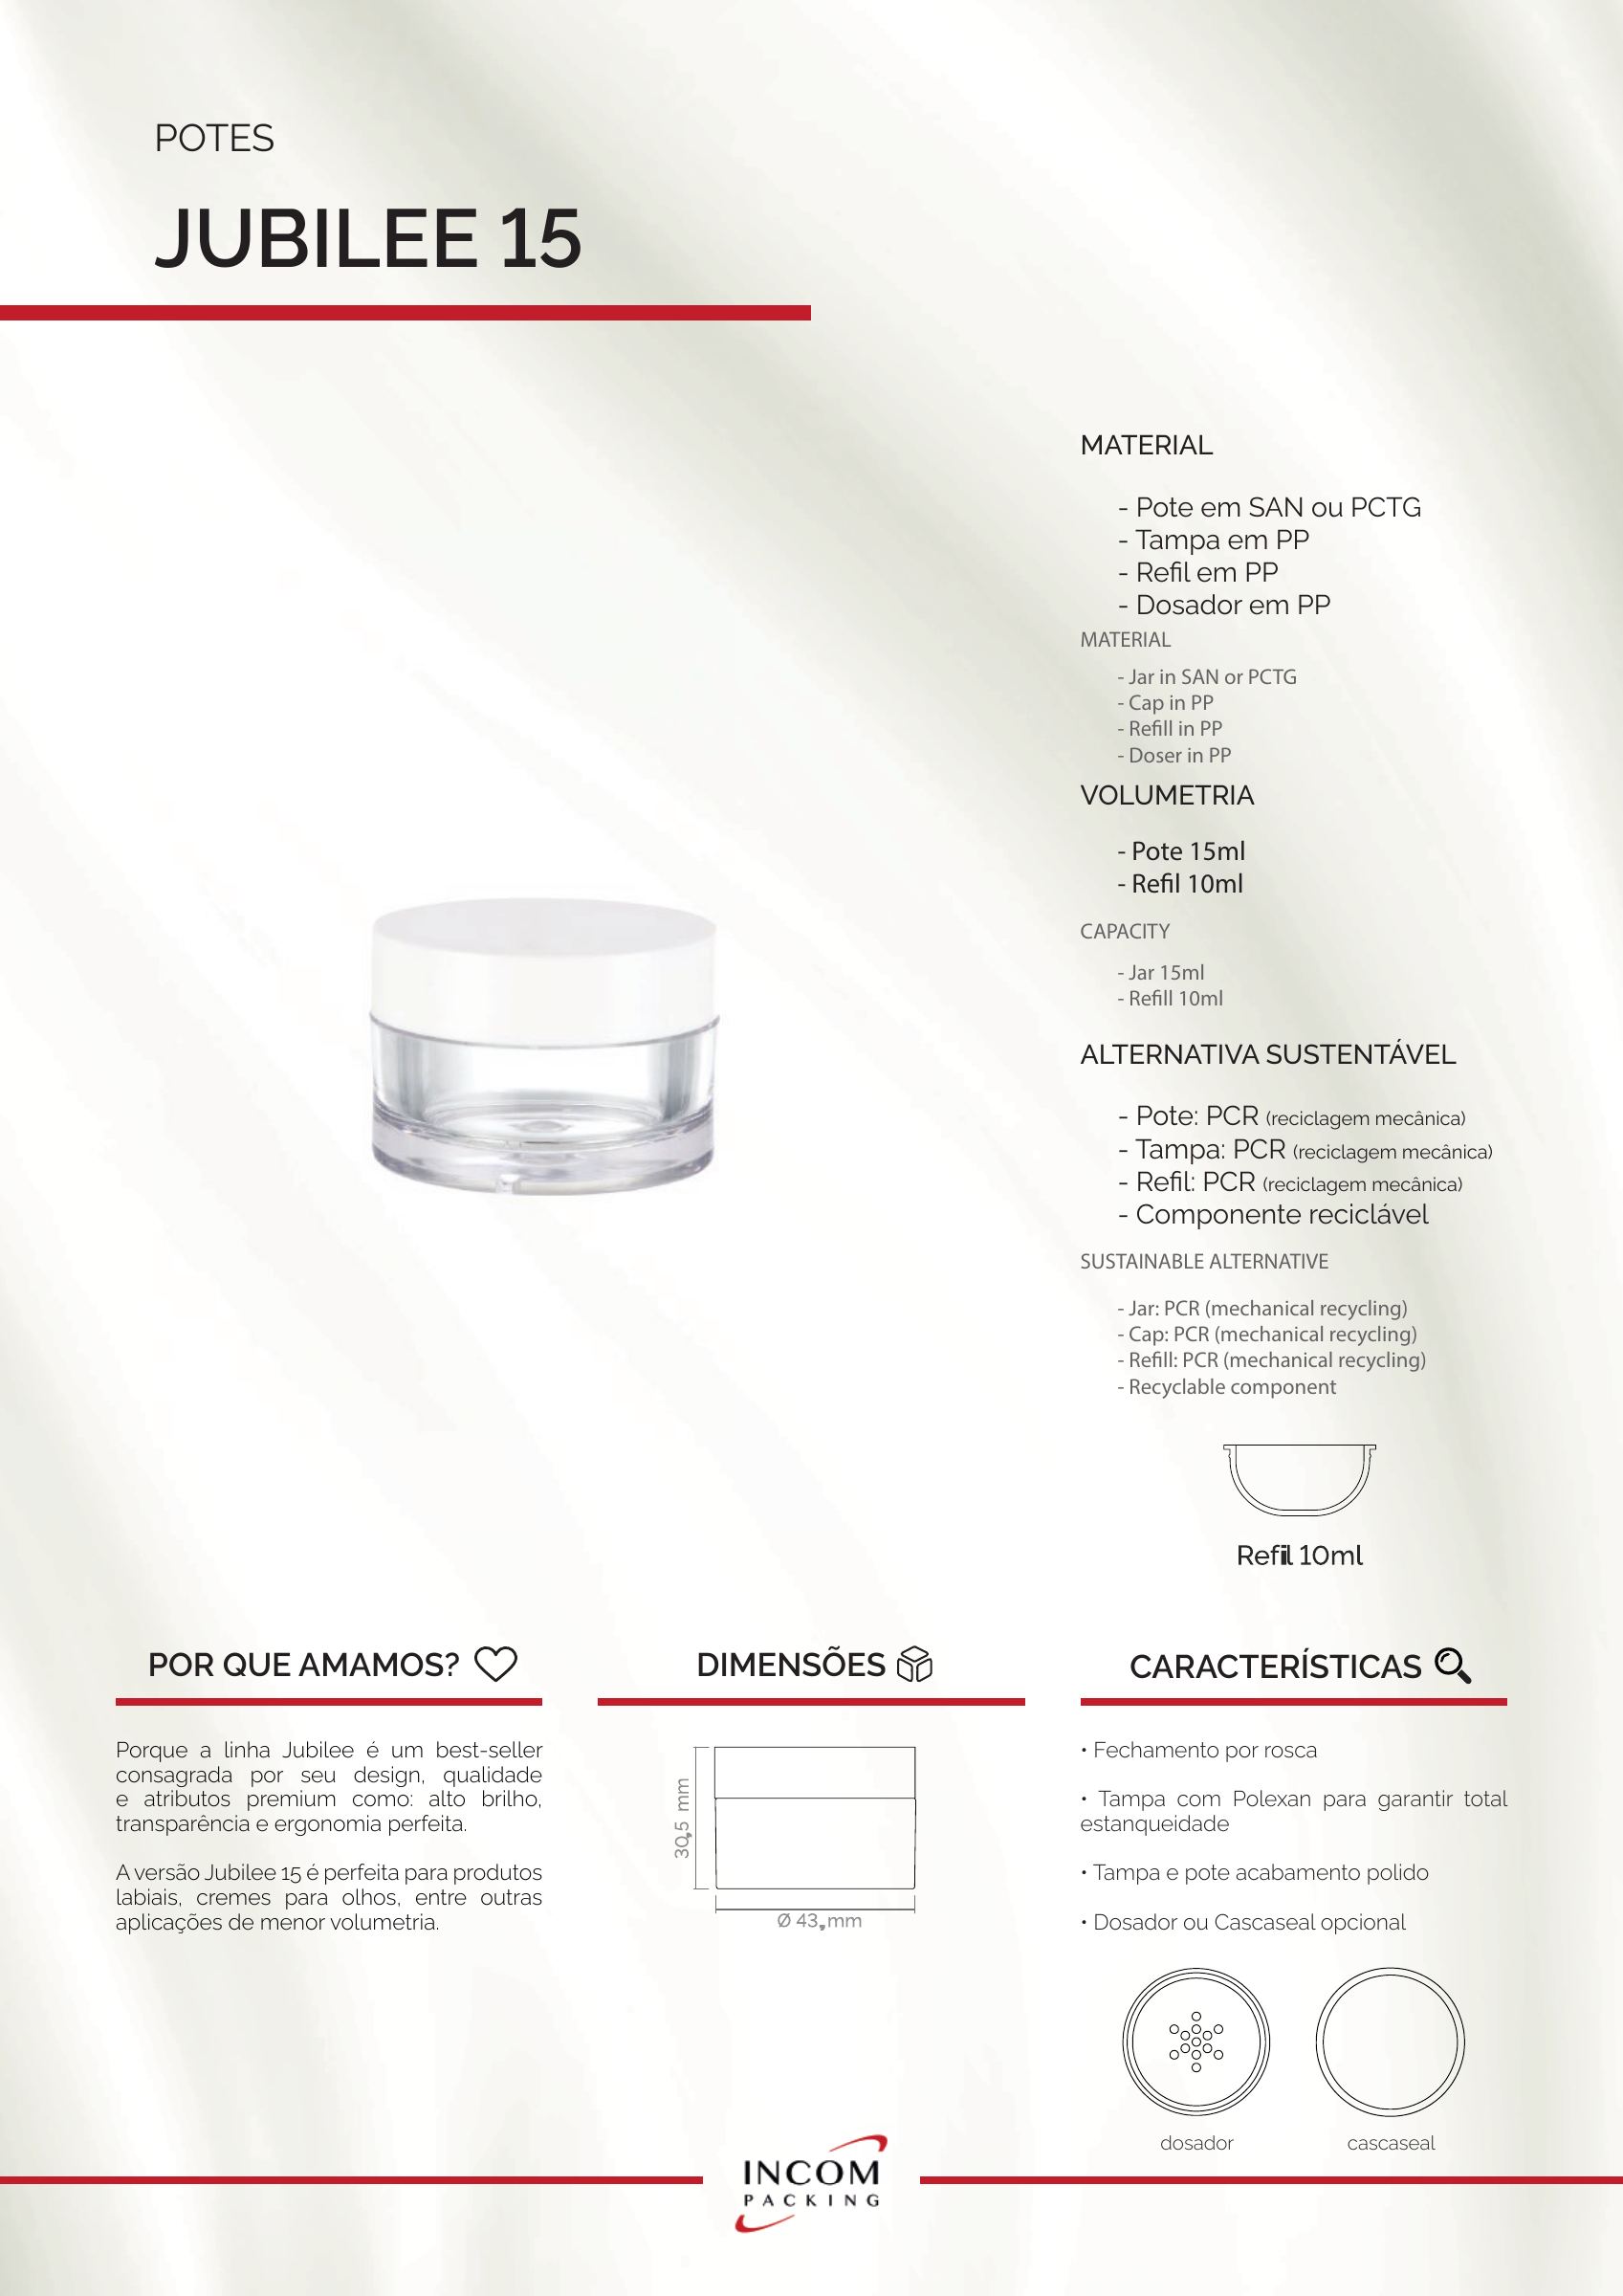 POTES
JUBILEE 15
MATERIAL
- Pote em SAN ou PCTG
- Tampa em PP
- Refil em PP
- Dosador em PP
MATERIAL
- Jar in SAN or PCTG
- Cap in PP
- Refill in PP
- Doser in PP
VOLUMETRIA
- Pote 15ml
- Refil 10ml
CAPACITY
- Jar 15ml
- Refill 10ml
ALTERNATIVA SUSTENTÁVEL
- Pote: PCR (reciclagem mecânica)
- Tampa: PCR (reciclagem mecânica)
- Refil: PCR (reciclagem mecânica)
- Componente reciclável
SUSTAINABLE ALTERNATIVE
- Jar: PCR (mechanical recycling)
- Cap: PCR (mechanical recycling)
- Refill: PCR (mechanical recycling)
- Recyclable component
Refil 10ml
POR QUE AMAMOS?
Porque a linha Jubilee é um best-seller
consagrada por seu design, qualidade
e atributos premium como: alto brilho,
transparência e ergonomia perfeita.
A versão Jubilee 15 é perfeita para produtos
labiais, cremes para olhos, entre outras
aplicações de menor volumetria.
DIMENSÕES
30,5 mm
Ø 43, mm
CARACTERÍSTICAS
• Fechamento por rosca
• Tampa com Polexan para garantir total
estanqueidade
• Tampa e pote acabamento polido
• Dosador ou Cascaseal opcional
dosador
cascaseal
INCOM
PACKING